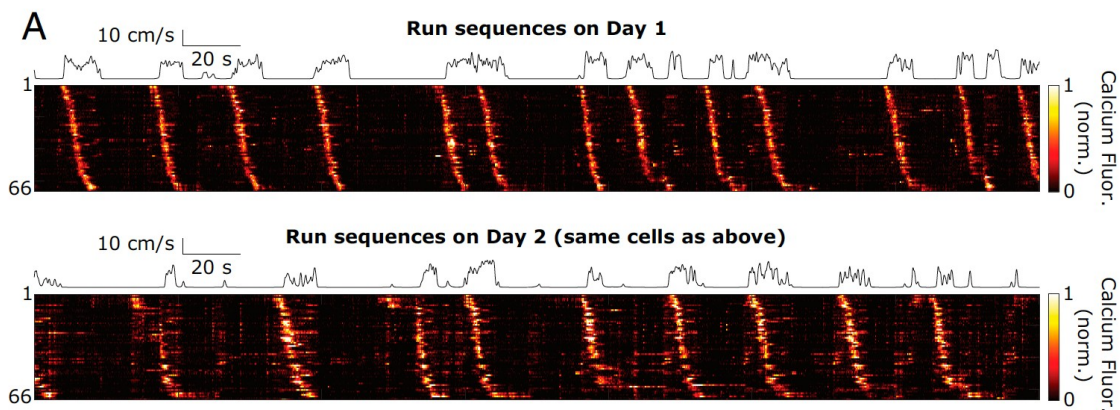 A
Run sequences on Day 1
10 cm/s
20 s
1
66
1
0
Calcium Fluor.
(norm.)
Run sequences on Day 2 (same cells as above)
10 cm/s
20 s
1
66
1
0
Calcium Fluor.
(norm.)